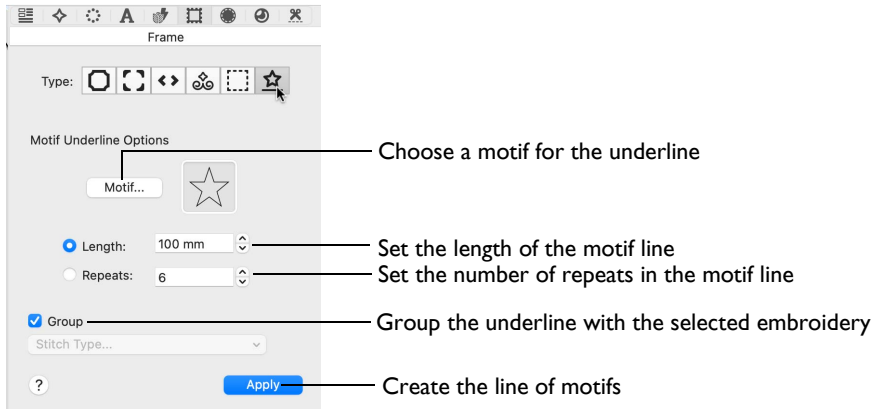 Frame
Type:
Motif Underline Options
Choose a motif for the underline
Motif...
Length: 100 mm
Set the length of the motif line
Repeats: 6
Set the number of repeats in the motif line
Group
Group the underline with the selected embroidery
Stitch Type...
?
Apply
Create the line of motifs